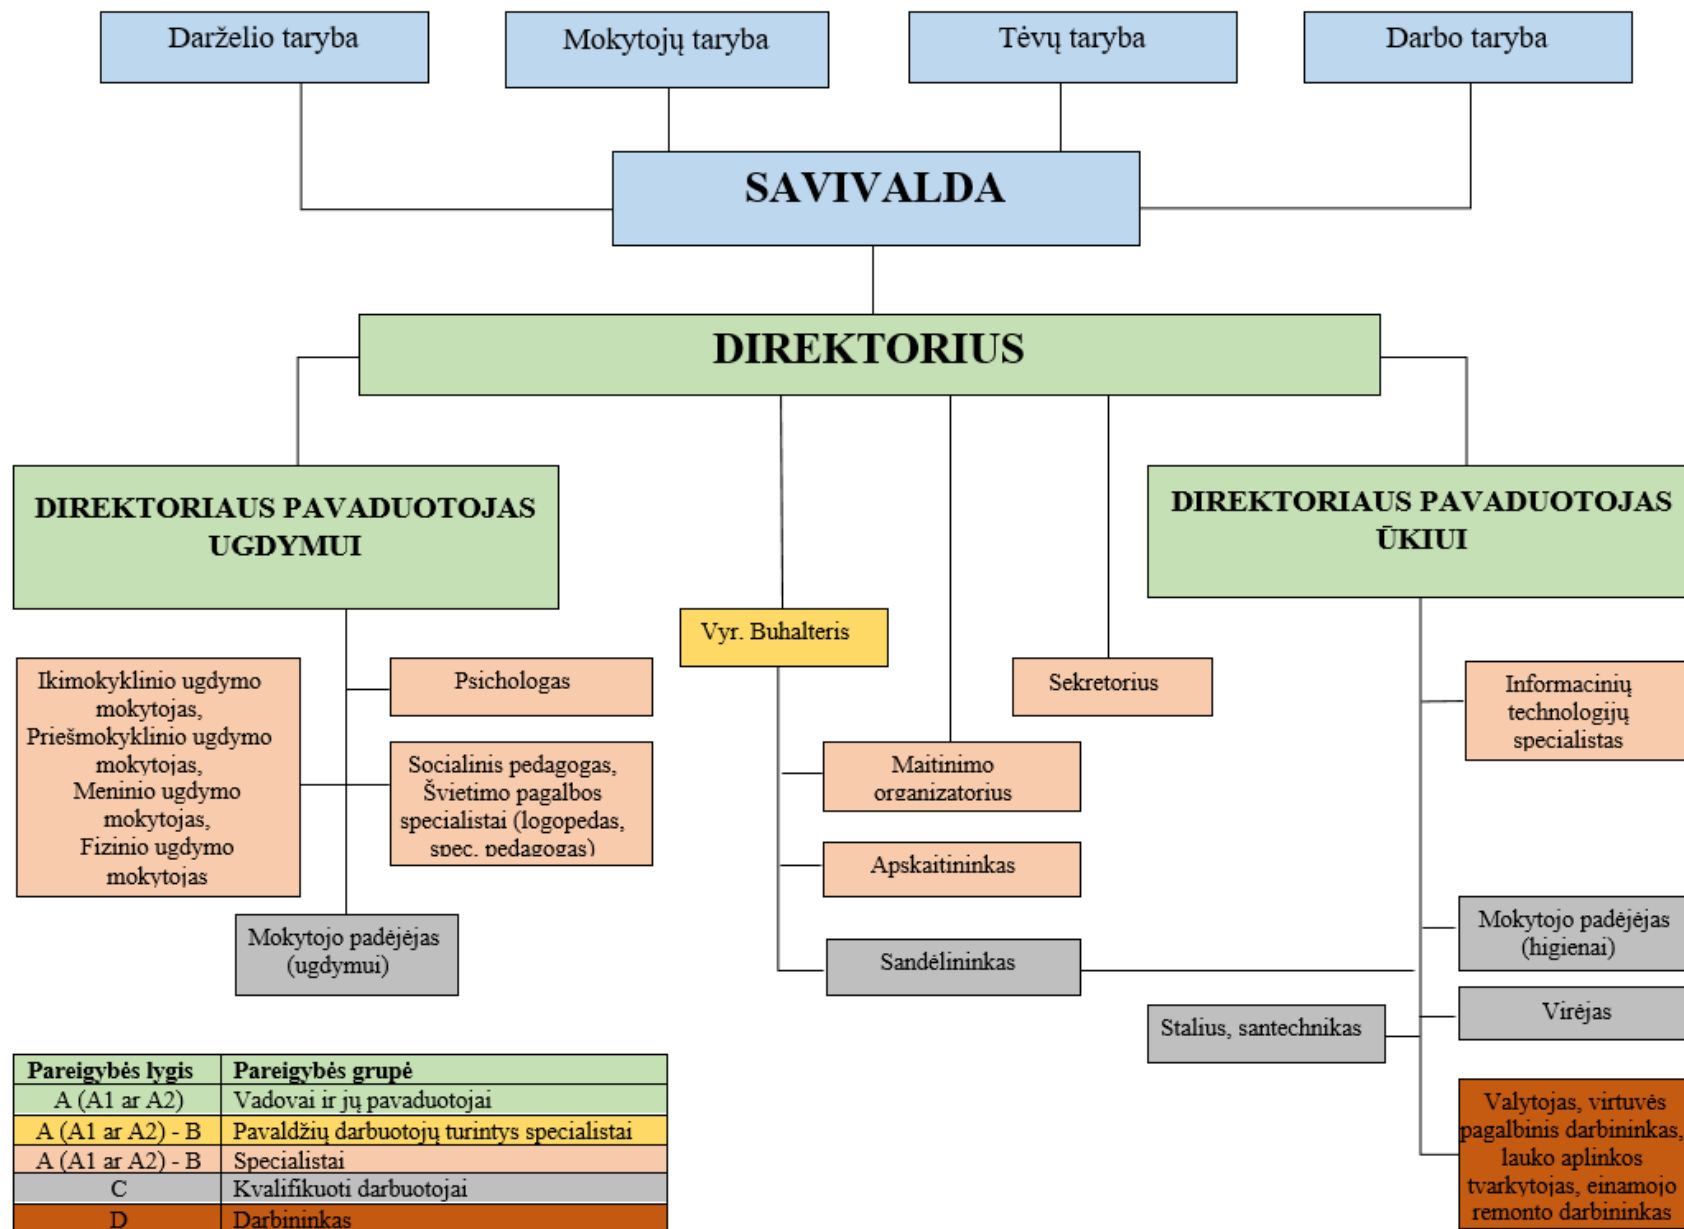 Darželio taryba
Mokytojų taryba
Tėvų taryba
Darbo taryba
SAVIVALDA
DIREKTORIUS
DIREKTORIAUS PAVADUOTOJAS
UGDYMUI
DIREKTORIAUS PAVADUOTOJAS
ŪKIUI
Vyr. Buhalteris
Ikimokyklinio ugdymo
mokytojas,
Priešmokyklinio ugdymo
mokytojas,
Meninio ugdymo
mokytojas,
Fizinio ugdymo
mokytojas
Psichologas
Socialinis pedagogas,
Švietimo pagalbos
specialistai (logopedas,
spec. pedagogas)
Mokytojo padėjėjas
(ugdymui)
Sekretorius
Maitinimo
organizatorius
Apskaitininkas
Sandėlininkas
Informacinių
technologijų
specialistas
Mokytojo padėjėjas
(higienai)
Virėjas
Stalius, santechnikas
Valytojas, virtuvės
pagalbinis darbininkas,
lauko aplinkos
tvarkytojas, einamojo
remonto darbininkas
Pareigybės lygis Pareigybės grupė
A (A1 ar A2) Vadovai ir jų pavaduotojai
A (A1 ar A2) - B Pavaldžių darbuotojų turintys specialistai
A (A1 ar A2) - B Specialistai
C Kvalifikuoti darbuotojai
D Darbininkas